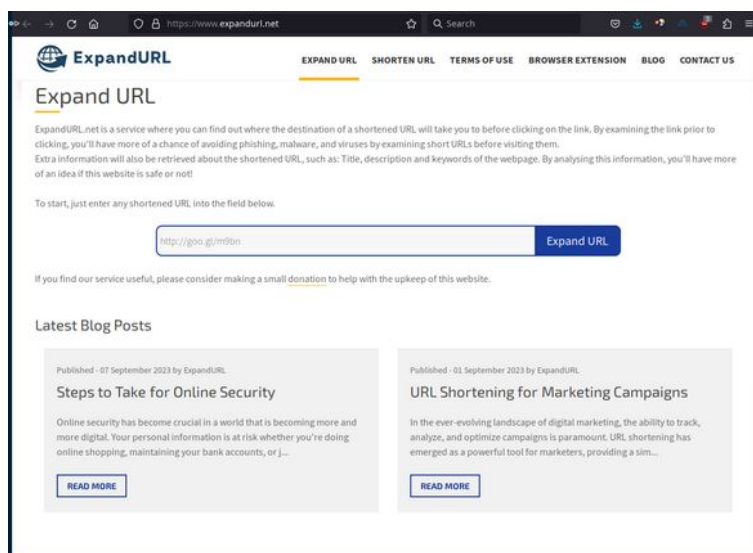 https://www.expandurl.net
Search
ExpandURL
EXPAND URL SHORTEN URL TERMS OF USE BROWSER EXTENSION BLOG CONTACT US
Expand URL
ExpandURL.net is a service where you can find out where the destination of a shortened URL will take you to before clicking on the link. By examining the link prior to
clicking, you'll have more of a chance of avoiding phishing, malware, and viruses by examining short URLs before visiting them.
Extra information will also be retrieved about the shortened URL, such as: Title, description and keywords of the webpage. By analysing this information, you'll have more
of an idea if this website is safe or not!
To start, just enter any shortened URL into the field below.
http://goo.gl/m9bn
Expand URL
If you find our service useful, please consider making a small donation to help with the upkeep of this website.
Latest Blog Posts
Published - 07 September 2023 by ExpandURL
Steps to Take for Online Security
Online security has become crucial in a world that is becoming more and
more digital. Your personal information is at risk whether you're doing
online shopping, maintaining your bank accounts, or j...
READ MORE
Published - 01 September 2023 by ExpandURL
URL Shortening for Marketing Campaigns
In the ever-evolving landscape of digital marketing, the ability to track,
analyze, and optimize campaigns is paramount. URL shortening has
emerged as a powerful tool for marketers, providing a sim...
READ MORE